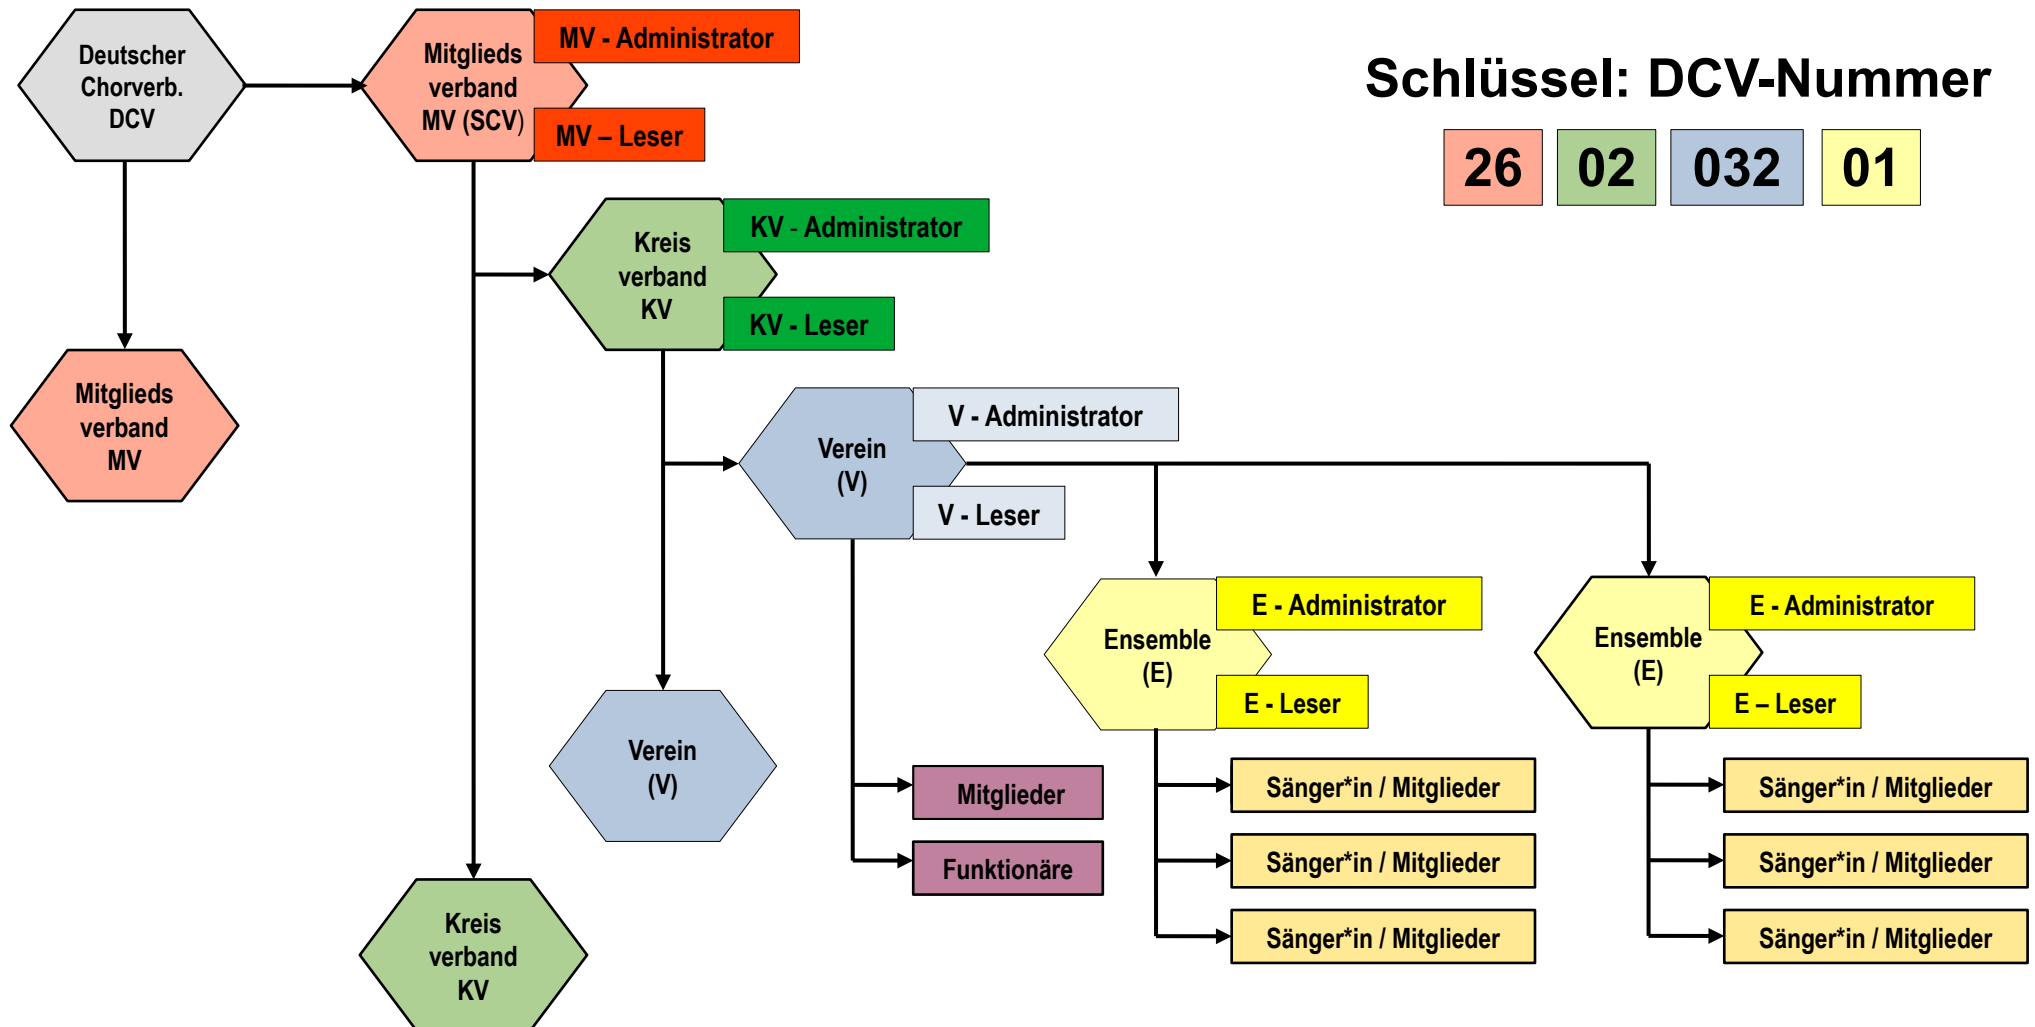 Deutscher
Chorverb.
DCV
Mitglieds
verband
MV (SCV)
MV - Administrator
MV – Leser
Schlüssel: DCV-Nummer
26 02 032 01
Kreis
verband
KV
KV - Administrator
KV - Leser
Mitglieds
verband
MV
Verein
(V)
V - Administrator
V - Leser
Ensemble
(E)
E - Administrator
E - Leser
Ensemble
(E)
E - Administrator
E – Leser
Verein
(V)
Mitglieder
Funktionäre
Sänger*in / Mitglieder
Sänger*in / Mitglieder
Sänger*in / Mitglieder
Sänger*in / Mitglieder
Sänger*in / Mitglieder
Sänger*in / Mitglieder
Kreis
verband
KV